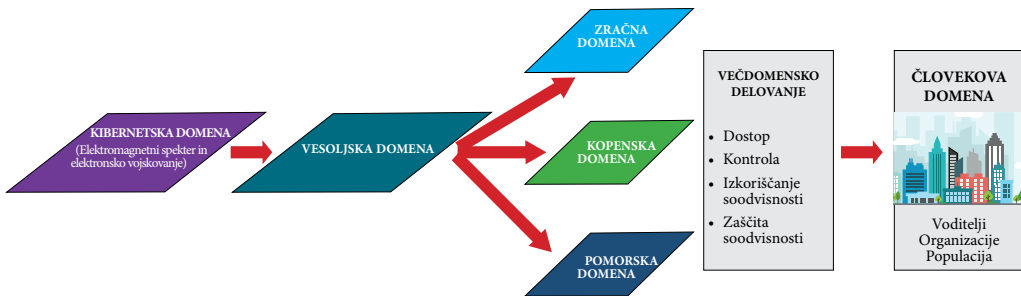 KIBERNETSKA DOMENA
(Elektromagnetni spekter in
elektronsko vojskovanje)
VESOLJSKA DOMENA
ZRAČNA
DOMENA
KOPENSKA
DOMENA
POMORSKA
DOMENA
VEČDOMENSKO
DELOVANJE
• Dostop
• Kontrola
• Izkoriščanje
soodvisnosti
• Zaščita
soodvisnosti
ČLOVEKOVA
DOMENA
Voditelji
Organizacije
Populacija